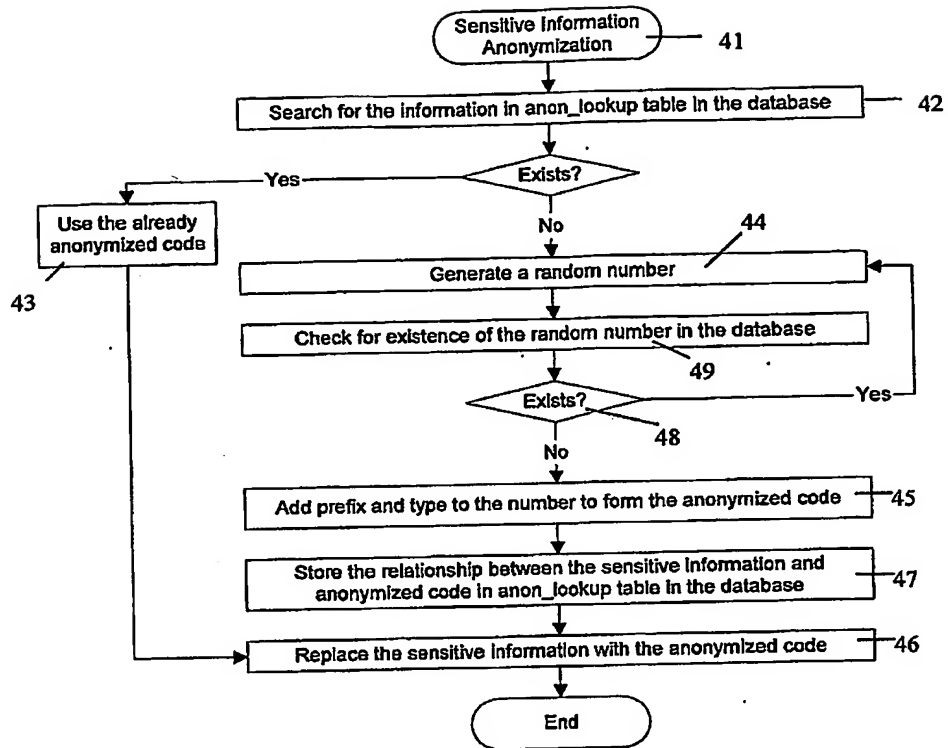 Sensitive Information
Anonymization
41
Search for the information in anon_lookup table in the database
42
Exists?
Yes
No
Use the already
anonymized code
43
44
Generate a random number
Check for existence of the random number in the database
49
Exists?
48
Yes
No
Add prefix and type to the number to form the anonymized code
45
Store the relationship between the sensitive information and
anonymized code in anon_lookup table in the database
47
Replace the sensitive information with the anonymized code
46
End